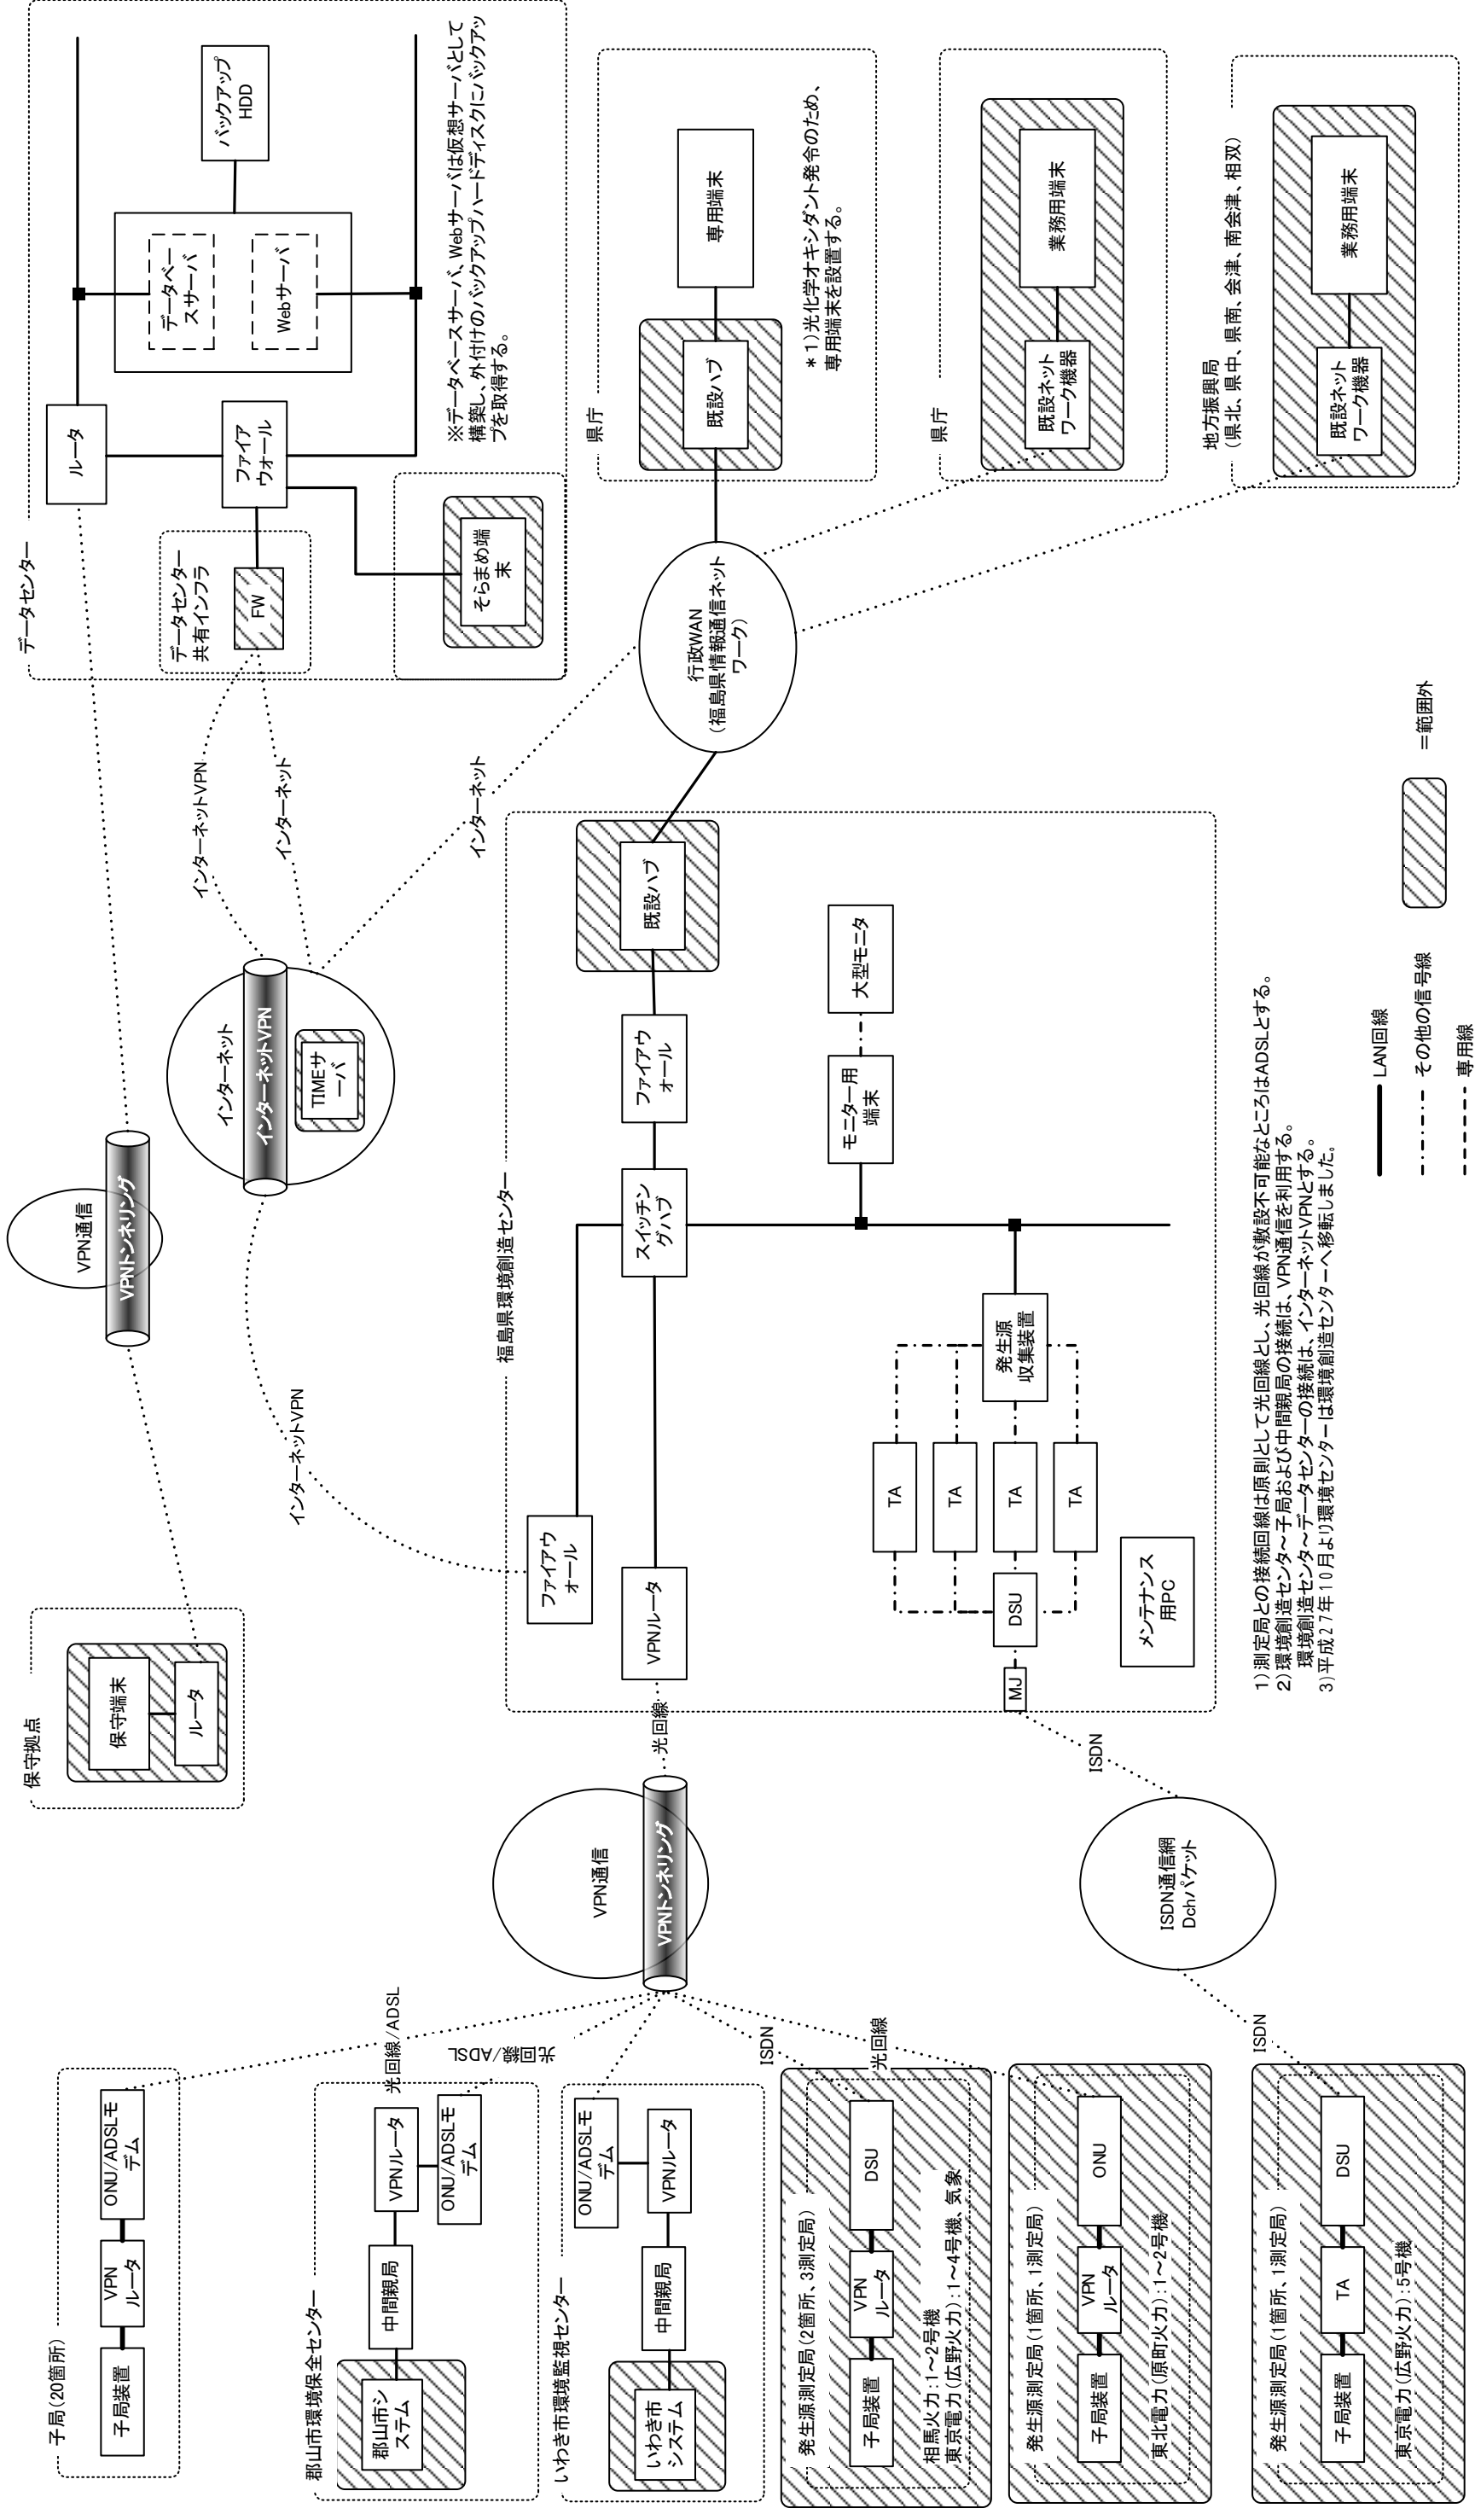 データセンター
ルータ
データベー
スサーバ
Webサーバ
バックアップ
HDD
ファイア
ウォール
データセンター
共有インフラ
FW
そらまめ端
末
※データベースサーバ、Webサーバは仮想サーバとして
構築し、外付けのバックアップハードディスクにバックアッ
プを取得する。
県庁
既設ハブ
専用端末
*1)光化学オキシダント発令のため、
専用端末を設置する。
県庁
既設ネット
ワーク機器
業務用端末
地方振興局
(県北、県中、県南、会津、南会津、相双)
既設ネット
ワーク機器
業務用端末
行政WAN
(福島県情報通信ネット
ワーク)
インターネットVPN
インターネット
インターネット
VPN通信
VPNトンネリング
インターネット
インターネットVPN
TIMEサ
ーバ
インターネットVPN
保守拠点
保守端末
ルータ
福島県環境創造センター
ファイアウ
ォール
VPNルータ
スイッチン
グハブ
ファイアウ
ォール
既設ハブ
モニター用
端末
大型モニタ
発生源
収集装置
TA
TA
TA
TA
DSU
MJ
メンテナンス
用PC
光回線
VPN通信
VPNトンネリング
ISDN
ISDN通信網
Dchパケット
ISDN
光回線/ADSL
光回線/ADSL
ISDN
光回線
子局(20箇所)
子局装置
VPN
ルータ
ONU/ADSLモ
デム
郡山市環境保全センター
郡山市シ
ステム
中間親局
VPNルータ
ONU/ADSLモ
デム
いわき市環境監視センター
いわき市
システム
中間親局
VPNルータ
ONU/ADSLモ
デム
発生源測定局(2箇所、3測定局)
子局装置
VPN
ルータ
DSU
相馬火力:1～2号機
東京電力(広野火力):1～4号機、気象
発生源測定局(1箇所、1測定局)
子局装置
VPN
ルータ
ONU
東北電力(原町火力):1～2号機
発生源測定局(1箇所、1測定局)
子局装置
TA
DSU
東京電力(広野火力):5号機
1)測定局との接続回線は原則として光回線とし、光回線が敷設不可能なところはADSLとする。
2)環境創造センタ～子局および中間親局の接続は、VPN通信を利用する。
環境創造センタ～データセンターの接続は、インターネットVPNとする。
3)平成27年10月より環境センターは環境創造センターへ移転しました。
LAN回線
その他の信号線
専用線
＝範囲外